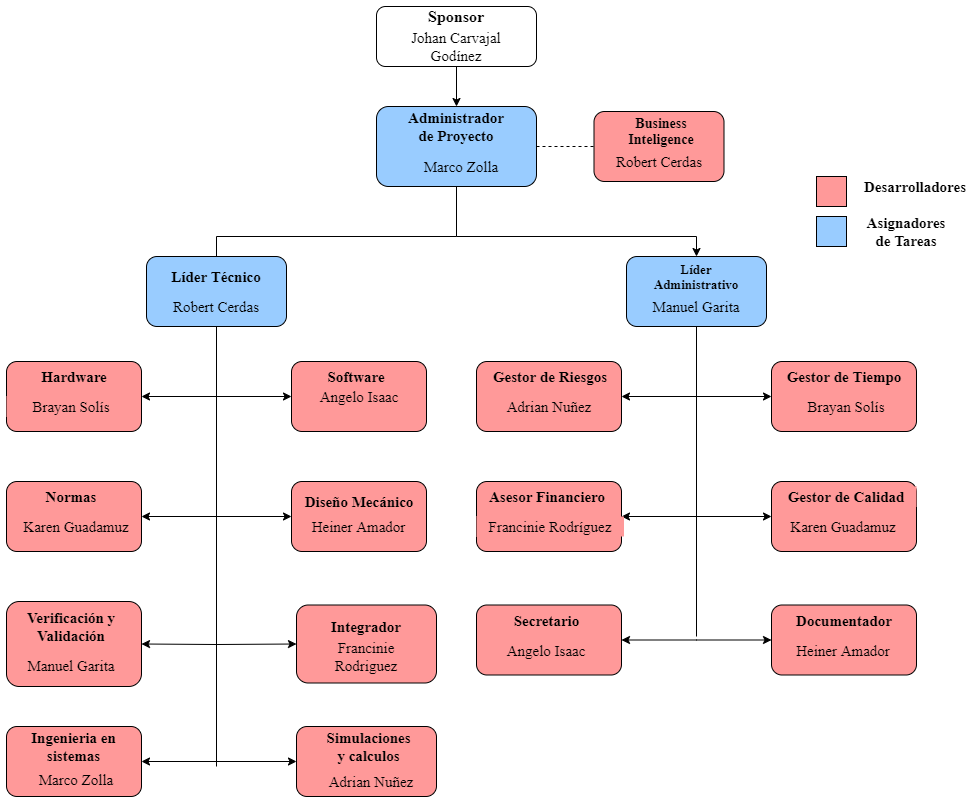 Sponsor
Johan Carvajal
Godínez
Administrador
de Proyecto
Marco Zolla
Business
Inteligence
Robert Cerdas
Desarrolladores
Asignadores
de Tareas
Líder Técnico
Robert Cerdas
Líder
Administrativo
Manuel Garita
Hardware
Brayan Solís
Software
Angelo Isaac
Gestor de Riesgos
Adrian Nuñez
Gestor de Tiempo
Brayan Solís
Normas
Karen Guadamuz
Diseño Mecánico
Heiner Amador
Asesor Financiero
Francinie Rodríguez
Gestor de Calidad
Karen Guadamuz
Verificación y
Validación
Manuel Garita
Integrador
Francinie
Rodriguez
Secretario
Angelo Isaac
Documentador
Heiner Amador
Ingenieria en
sistemas
Marco Zolla
Simulaciones
y calculos
Adrian Nuñez